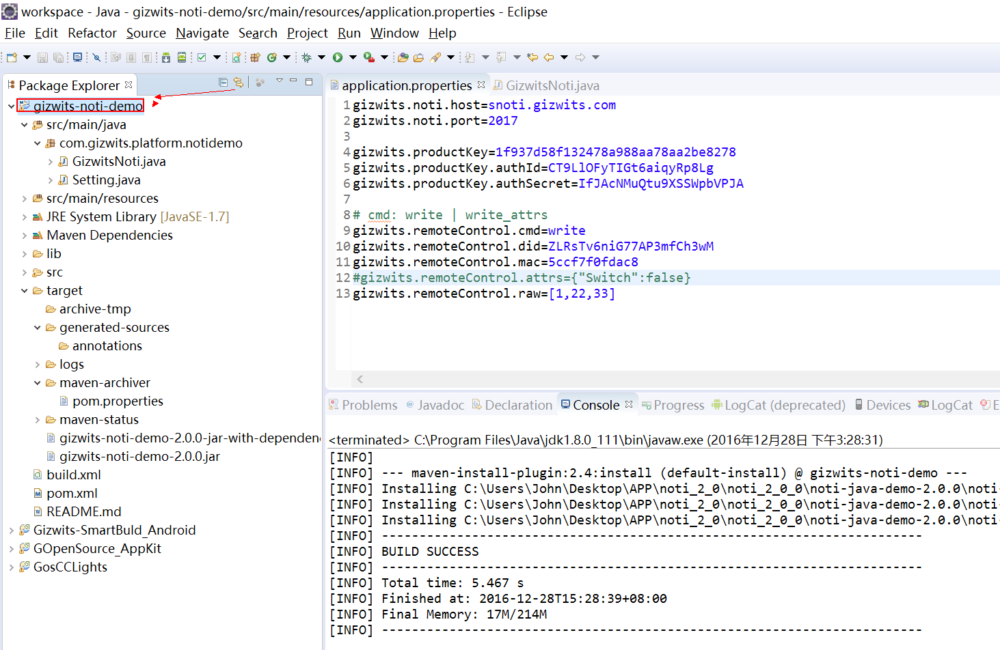 workspace - Java - gizwits-noti-demo/src/main/resources/application.properties - Eclipse
File Edit Refactor Source Navigate Search Project Run Window Help
Package Explorer
gizwits-noti-demo
src/main/java
com.gizwits.platform.notidemo
GizwitsNoti.java
Setting.java
src/main/resources
JRE System Library [JavaSE-1.7]
Maven Dependencies
lib
src
target
archive-tmp
generated-sources
annotations
logs
maven-archiver
pom.properties
maven-status
gizwits-noti-demo-2.0.0-jar-with-dependen
gizwits-noti-demo-2.0.0.jar
build.xml
pom.xml
README.md
Gizwits-SmartBuld_Android
GOpenSource_AppKit
GosCCLights
application.properties GizwitsNoti.java
1 gizwits.noti.host=snoti.gizwits.com
2 gizwits.noti.port=2017
3
4 gizwits.productKey=1f937d58f132478a988aa78aa2be8278
5 gizwits.productKey.authId=CT9LlOFyTIGt6aiqyRp8Lg
6 gizwits.productKey.authSecret=IfJAcNMuQtu9XSSWpbVPJA
7
8 # cmd: write | write_attrs
9 gizwits.remoteControl.cmd=write
10 gizwits.remoteControl.did=ZLRsTv6niG77AP3mfCh3wM
11 gizwits.remoteControl.mac=5ccf7f0fdac8
12 #gizwits.remoteControl.attrs={"Switch":false}
13 gizwits.remoteControl.raw=[1,22,33]
Problems Javadoc Declaration Console Progress LogCat (deprecated) Devices LogCat E
<terminated> C:\Program Files\Java\jdk1.8.0_111\bin\javaw.exe (2016年12月28日 下午3:28:31)
[INFO]
[INFO] --- maven-install-plugin:2.4:install (default-install) @ gizwits-noti-demo ---
[INFO] Installing C:\Users\John\Desktop\APP\noti_2_0\noti_2_0_0\noti-java-demo-2.0.0\noti-
[INFO] Installing C:\Users\John\Desktop\APP\noti_2_0\noti_2_0_0\noti-java-demo-2.0.0\noti-
[INFO] Installing C:\Users\John\Desktop\APP\noti_2_0\noti_2_0_0\noti-java-demo-2.0.0\noti-
[INFO] ------------------------------------------------------------------------
[INFO] BUILD SUCCESS
[INFO] ------------------------------------------------------------------------
[INFO] Total time: 5.467 s
[INFO] Finished at: 2016-12-28T15:28:39+08:00
[INFO] Final Memory: 17M/214M
[INFO] ------------------------------------------------------------------------